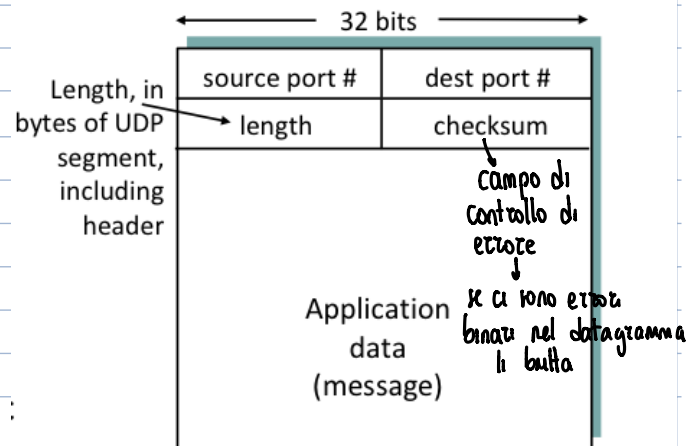 32 bits
source port #
dest port #
Length, in
bytes of UDP
segment,
including
header
length
checksum
campo di
controllo di
errore
se ci sono errori
binari nel datagramma
li butta
Application
data
(message)
: